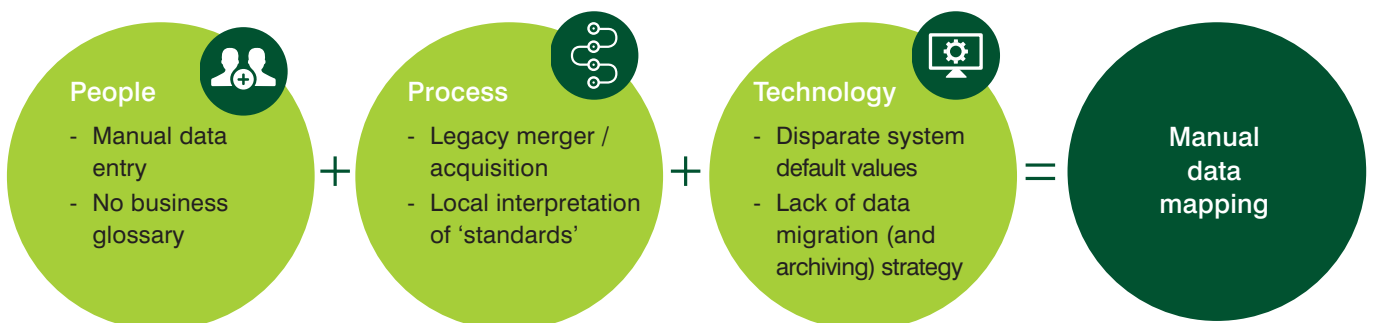 People
- Manual data
entry
- No business
glossary
+
Process
- Legacy merger /
acquisition
- Local interpretation
of ‘standards’
+
Technology
- Disparate system
default values
- Lack of data
migration (and
archiving) strategy
=
Manual
data
mapping